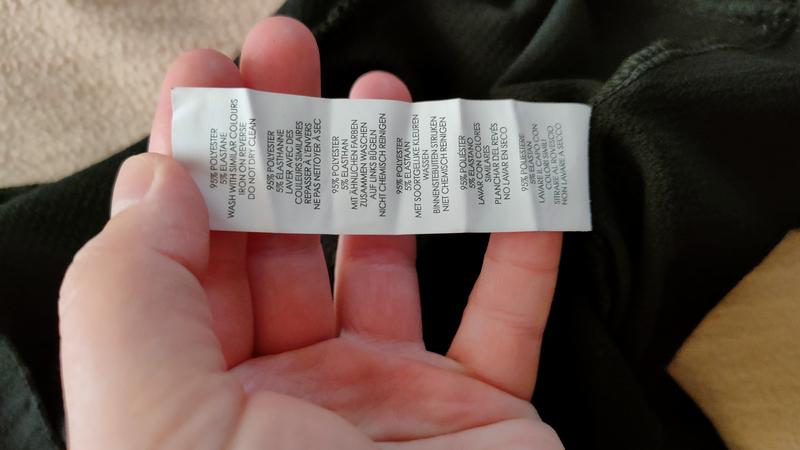 95% POLYESTER
5% ELASTANE
WASH WITH SIMILAR COLOURS
IRON ON REVERSE
DO NOT DRY CLEAN
95% POLYESTER
5% ÉLASTHANNE
LAVER AVEC DES
COULEURS SIMILAIRES
REPASSER À L'ENVERS
NE PAS NETTOYER À SEC
95% POLYESTER
5% ELASTHAN
MIT ÄHNLICHEN FARBEN
ZUSAMMEN WASCHEN
AUF LINKS BÜGELN
NICHT CHEMISCH REINIGEN
95% POLYESTER
5% ELASTAAN
MET SOORTGELIJKE KLEUREN
WASSEN
BINNENSTEBUITEN STRIJKEN
NIET CHEMISCH REINIGEN
95% POLIÉSTER
5% ELASTANO
LAVAR CON COLORES
SIMILARES
PLANCHAR DEL REVÉS
NO LAVAR EN SECO
95% POLIESTERE
5% ELASTAN
LAVARE IL CAPO CON
COLORI SIMILI
STIRARE AL ROVESCIO
NON LAVARE A SECCO